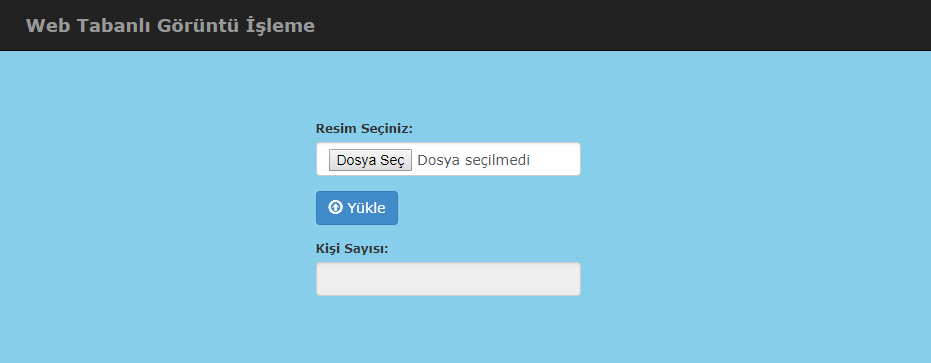 Web Tabanlı Görüntü İşleme
Resim Seçiniz:
Dosya Seç Dosya seçilmedi
Yükle
Kişi Sayısı: